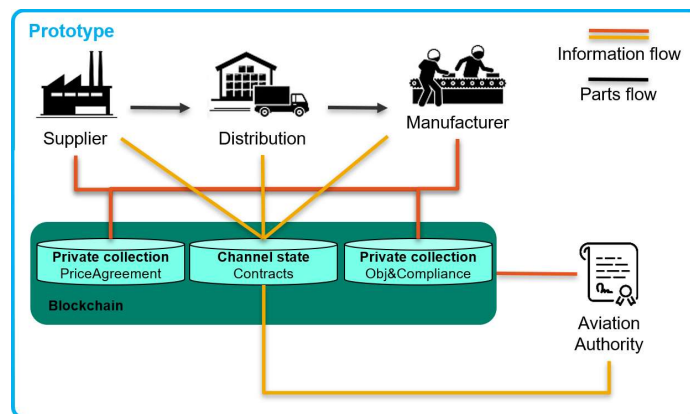 Prototype
Information flow
Parts flow
Supplier
Distribution
Manufacturer
Private collection
PriceAgreement
Channel state
Contracts
Private collection
Obj&Compliance
Blockchain
Aviation
Authority